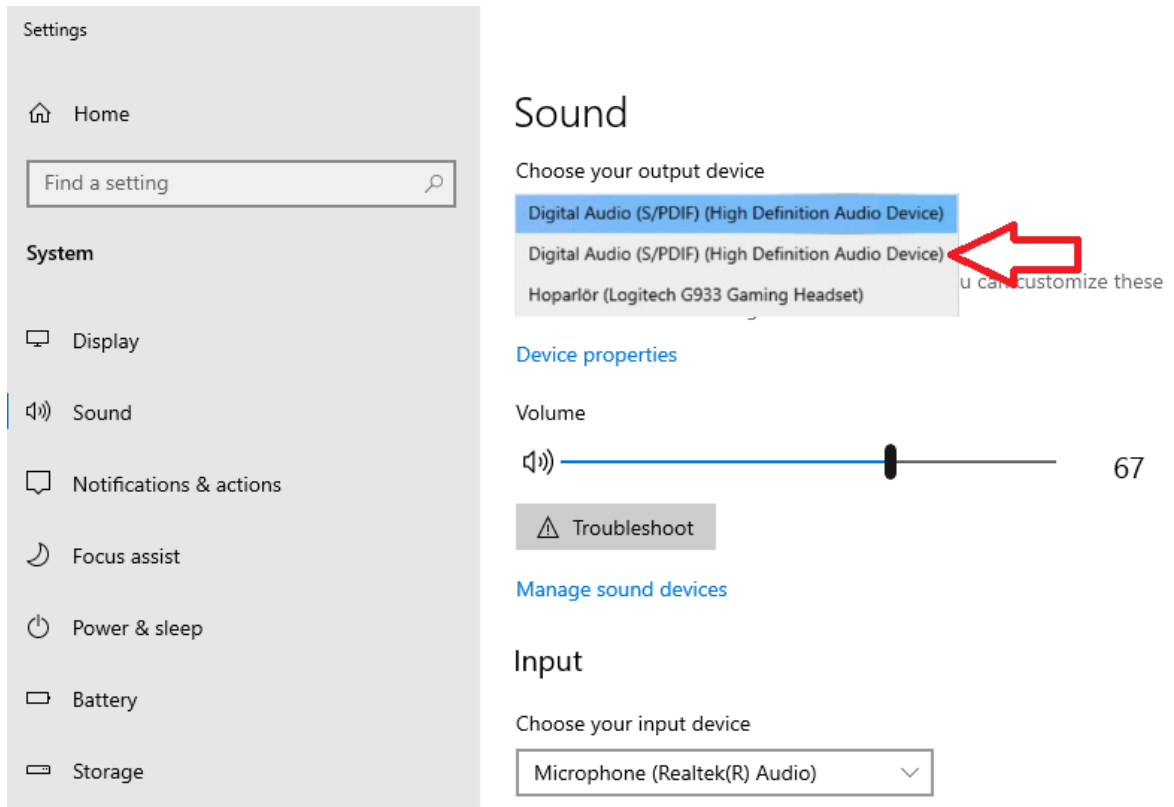 Settings
Home
Find a setting
System
Display
Sound
Notifications & actions
Focus assist
Power & sleep
Battery
Storage
Sound
Choose your output device
Digital Audio (S/PDIF) (High Definition Audio Device)
Digital Audio (S/PDIF) (High Definition Audio Device)
Hoparlör (Logitech G933 Gaming Headset)
can customize these
Device properties
Volume
67
Troubleshoot
Manage sound devices
Input
Choose your input device
Microphone (Realtek(R) Audio)